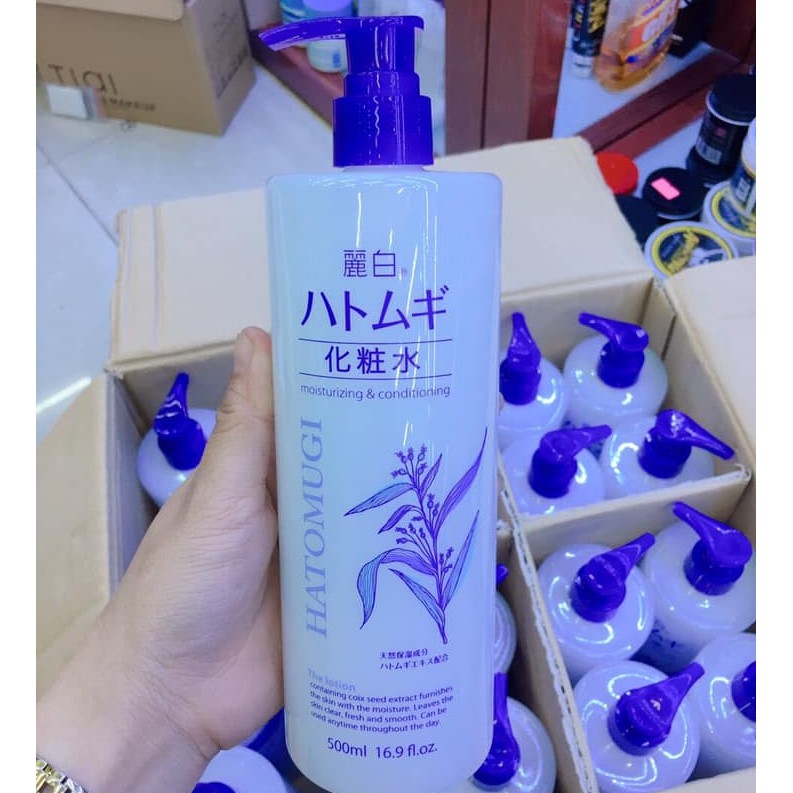 麗白®
ハトムギ
化粧水
moisturizing & conditioning
HATOMUGI
天然保湿成分
ハトムギエキス配合
The lotion
containing coix seed extract furnishes
the skin with the moisture. Leaves the
skin clear, fresh and smooth. Can be
used anytime throughout the day.
500ml 16.9 fl.oz.